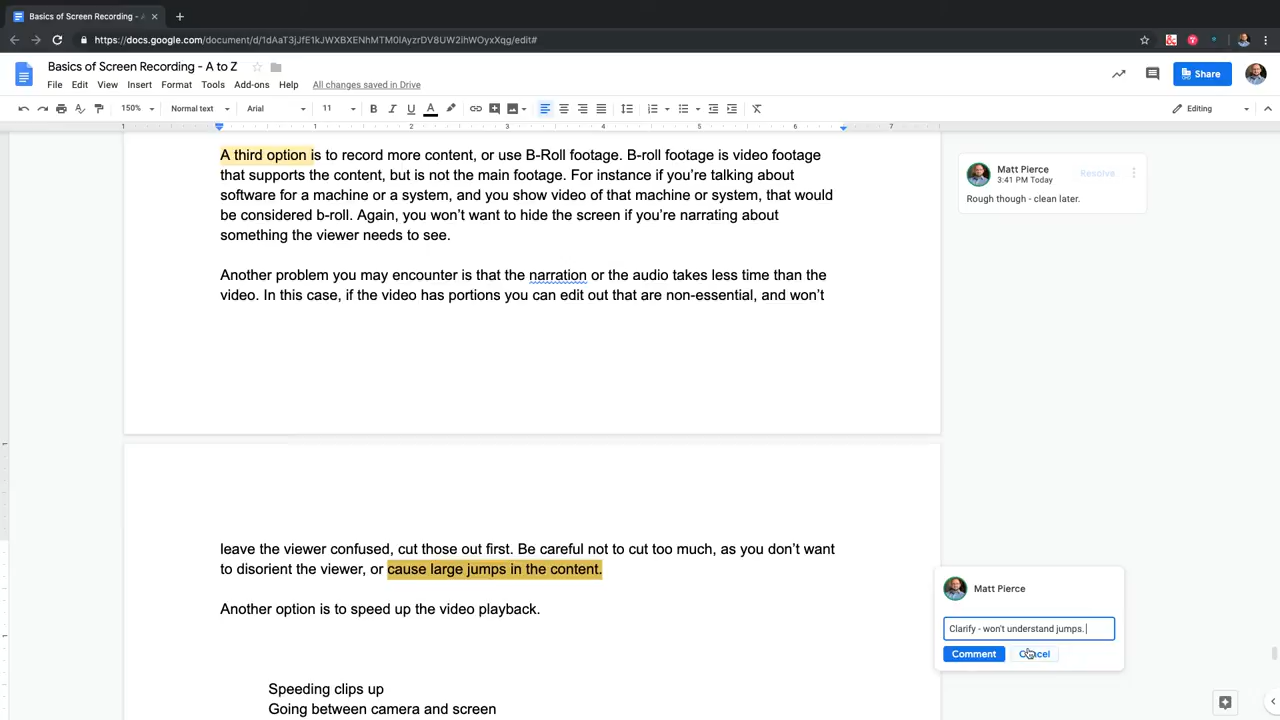 Basics of Screen Recording - A
https://docs.google.com/document/d/1dAaT3jJfE1kJWXBXENhMTM0IAyzrDV8UW2ihWOyxXqg/edit#
Basics of Screen Recording - A to Z
File Edit View Insert Format Tools Add-ons Help All changes saved in Drive
Share
150% Normal text Arial 11 B I U A Editing
1 1 2 3 4 5 6 7
A third option is to record more content, or use B-Roll footage. B-roll footage is video footage
that supports the content, but is not the main footage. For instance if you’re talking about
software for a machine or a system, and you show video of that machine or system, that would
be considered b-roll. Again, you won’t want to hide the screen if you’re narrating about
something the viewer needs to see.
Another problem you may encounter is that the narration or the audio takes less time than the
video. In this case, if the video has portions you can edit out that are non-essential, and won’t
Matt Pierce
3:41 PM Today
Resolve
Rough though - clean later.
leave the viewer confused, cut those out first. Be careful not to cut too much, as you don’t want
to disorient the viewer, or cause large jumps in the content.
Another option is to speed up the video playback.
Speeding clips up
Going between camera and screen
Matt Pierce
Clarify - won't understand jumps.
Comment Cancel